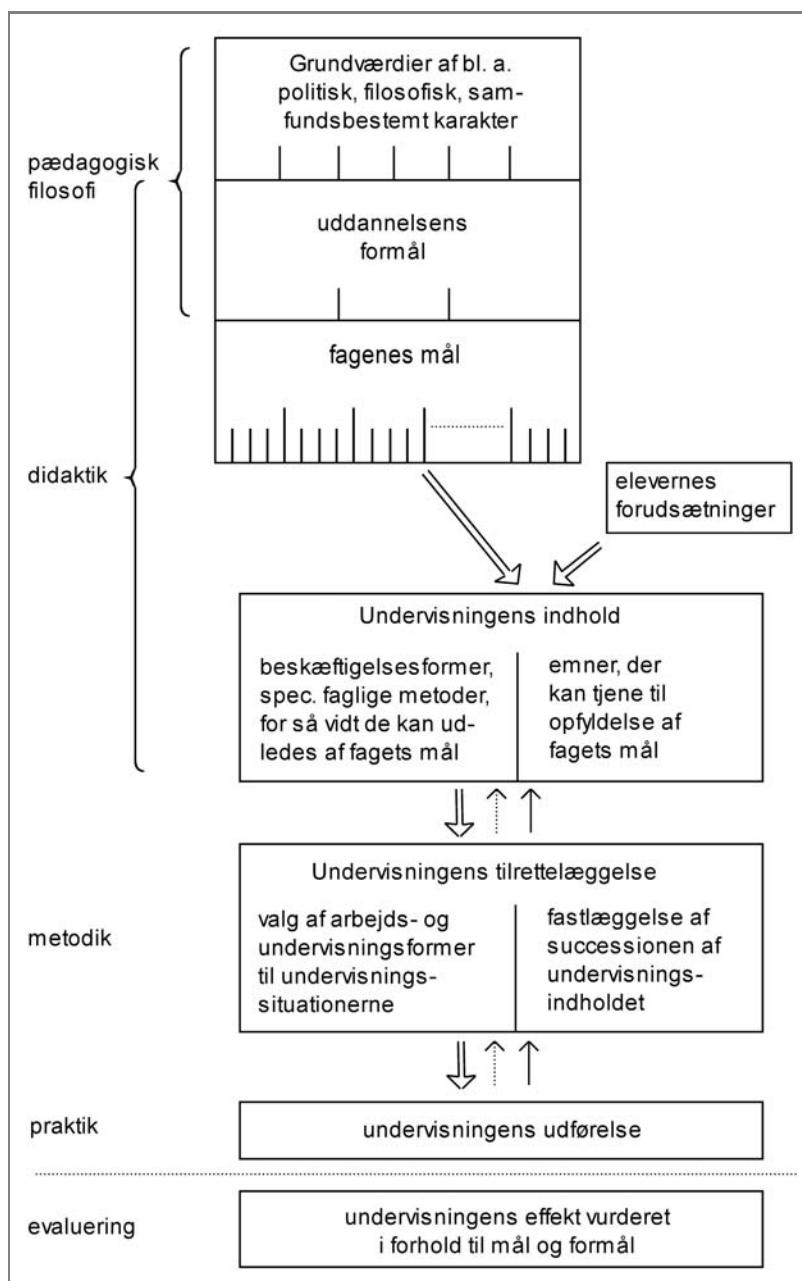 Grundværdier af bl. a.
politisk, filosofisk, sam-
fundsbestemt karakter
pædagogisk
filosofi
uddannelsens
formål
fagenes mål
didaktik
elevernes
forudsætninger
Undervisningens indhold
beskæftigelsesformer,
spec. faglige metoder,
for så vidt de kan ud-
ledes af fagets mål
emner, der
kan tjene til
opfyldelse af
fagets mål
Undervisningens tilrettelæggelse
metodik
valg af arbejds- og
undervisningsformer
til undervisnings-
situationerne
fastlæggelse af
successionen af
undervisnings-
indholdet
praktik
undervisningens udførelse
evaluering
undervisningens effekt vurderet
i forhold til mål og formål